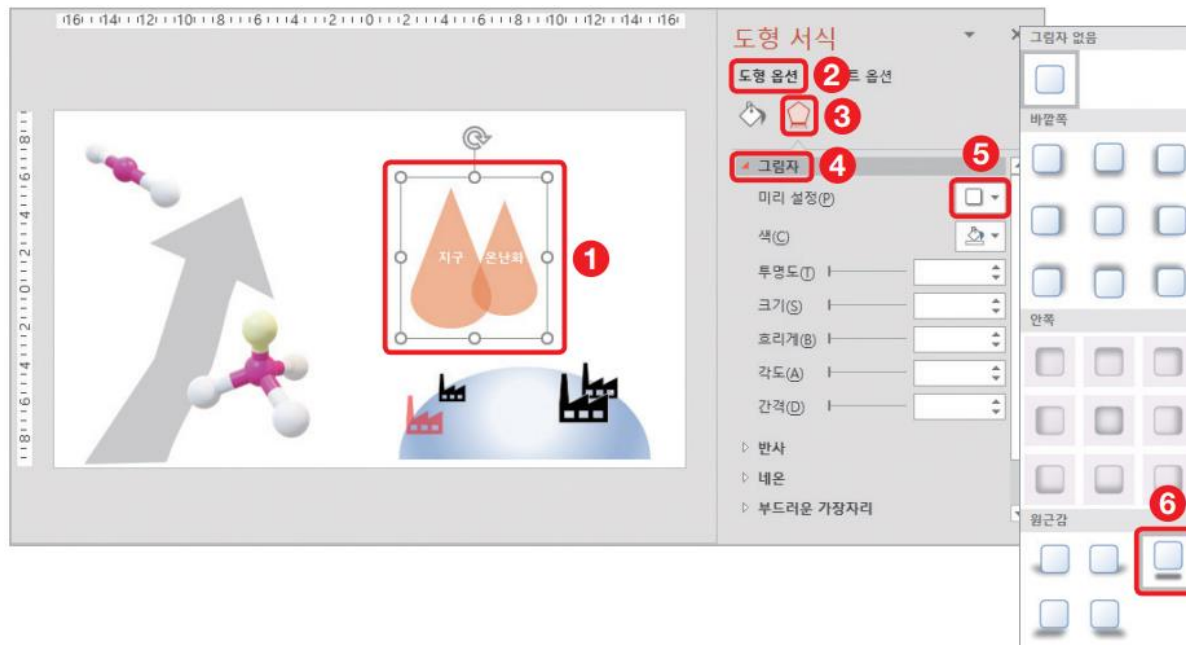 16 14 12 10 8 6 4 2 0 2 4 6 8 10 12 14 16
도형 서식
그림자 없음
도형 옵션 2 트 옵션
3
바깥쪽
그림자 4
5
미리 설정(P)
색(C)
투명도(T)
크기(S)
흐리게(B)
각도(A)
간격(D)
반사
네온
부드러운 가장자리
지구 온난화
1
8 6 4 2 0 2 4 6 8
안쪽
6
원근감